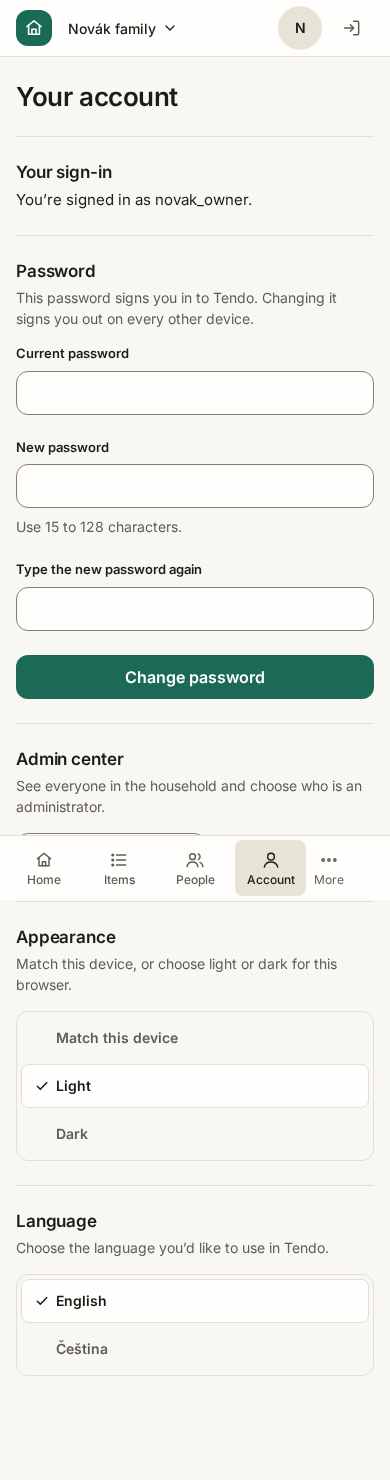 Novák family
N
Your account
Your sign-in
You’re signed in as novak_owner.
Password
This password signs you in to Tendo. Changing it
signs you out on every other device.
Current password
New password
Use 15 to 128 characters.
Type the new password again
Change password
Admin center
See everyone in the household and choose who is an
administrator.
Home
Items
People
Account
More
Appearance
Match this device, or choose light or dark for this
browser.
Match this device
Light
Dark
Language
Choose the language you’d like to use in Tendo.
English
Čeština